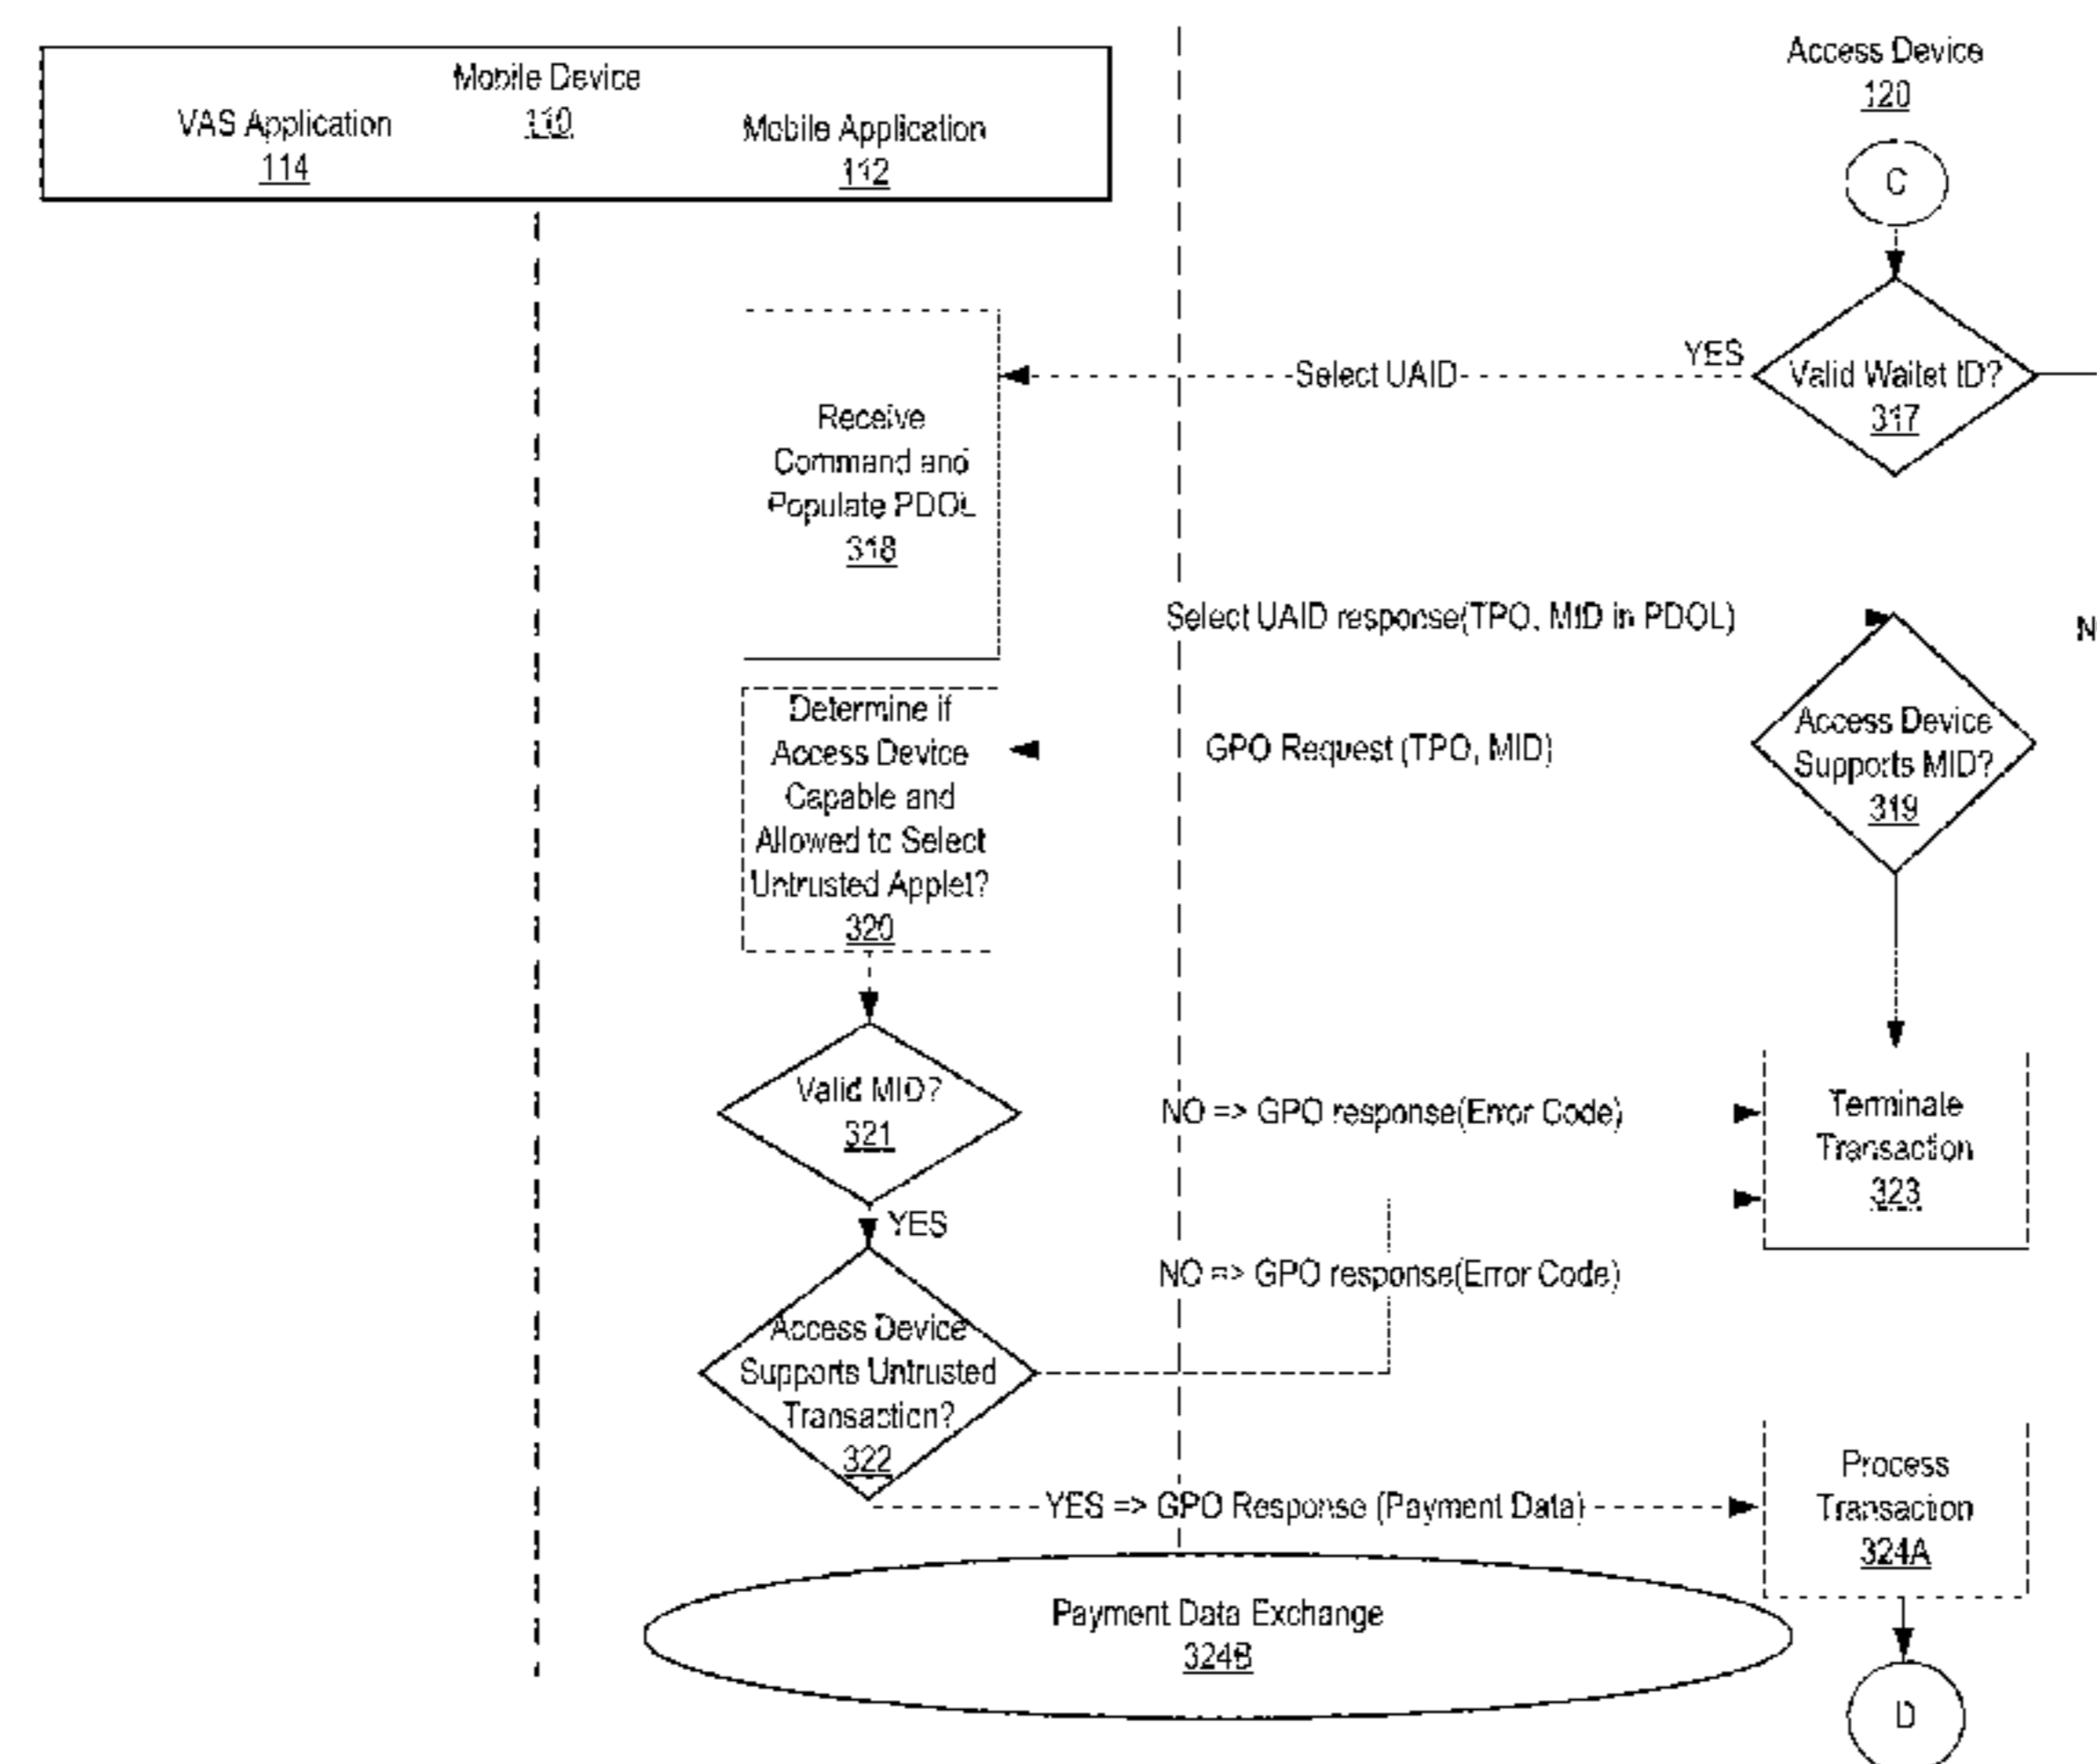 Mobile Device
110
VAS Application
114
Mobile Application
112
Access Device
120
C
YES
Valid Wallet ID?
317
Select UAID
Receive
Command and
Populate PDOL
318
Select UAID response(TPO, MID in PDOL)
N
Determine if
Access Device
Capable and
Allowed to Select
Untrusted Applet?
320
GPO Request (TPO, MID)
Access Device
Supports MID?
319
Valid MID?
321
NO => GPO response(Error Code)
Terminate
Transaction
323
YES
NO => GPO response(Error Code)
Access Device
Supports Untrusted
Transaction?
322
YES => GPO Response (Payment Data)
Process
Transaction
324A
Payment Data Exchange
324B
D